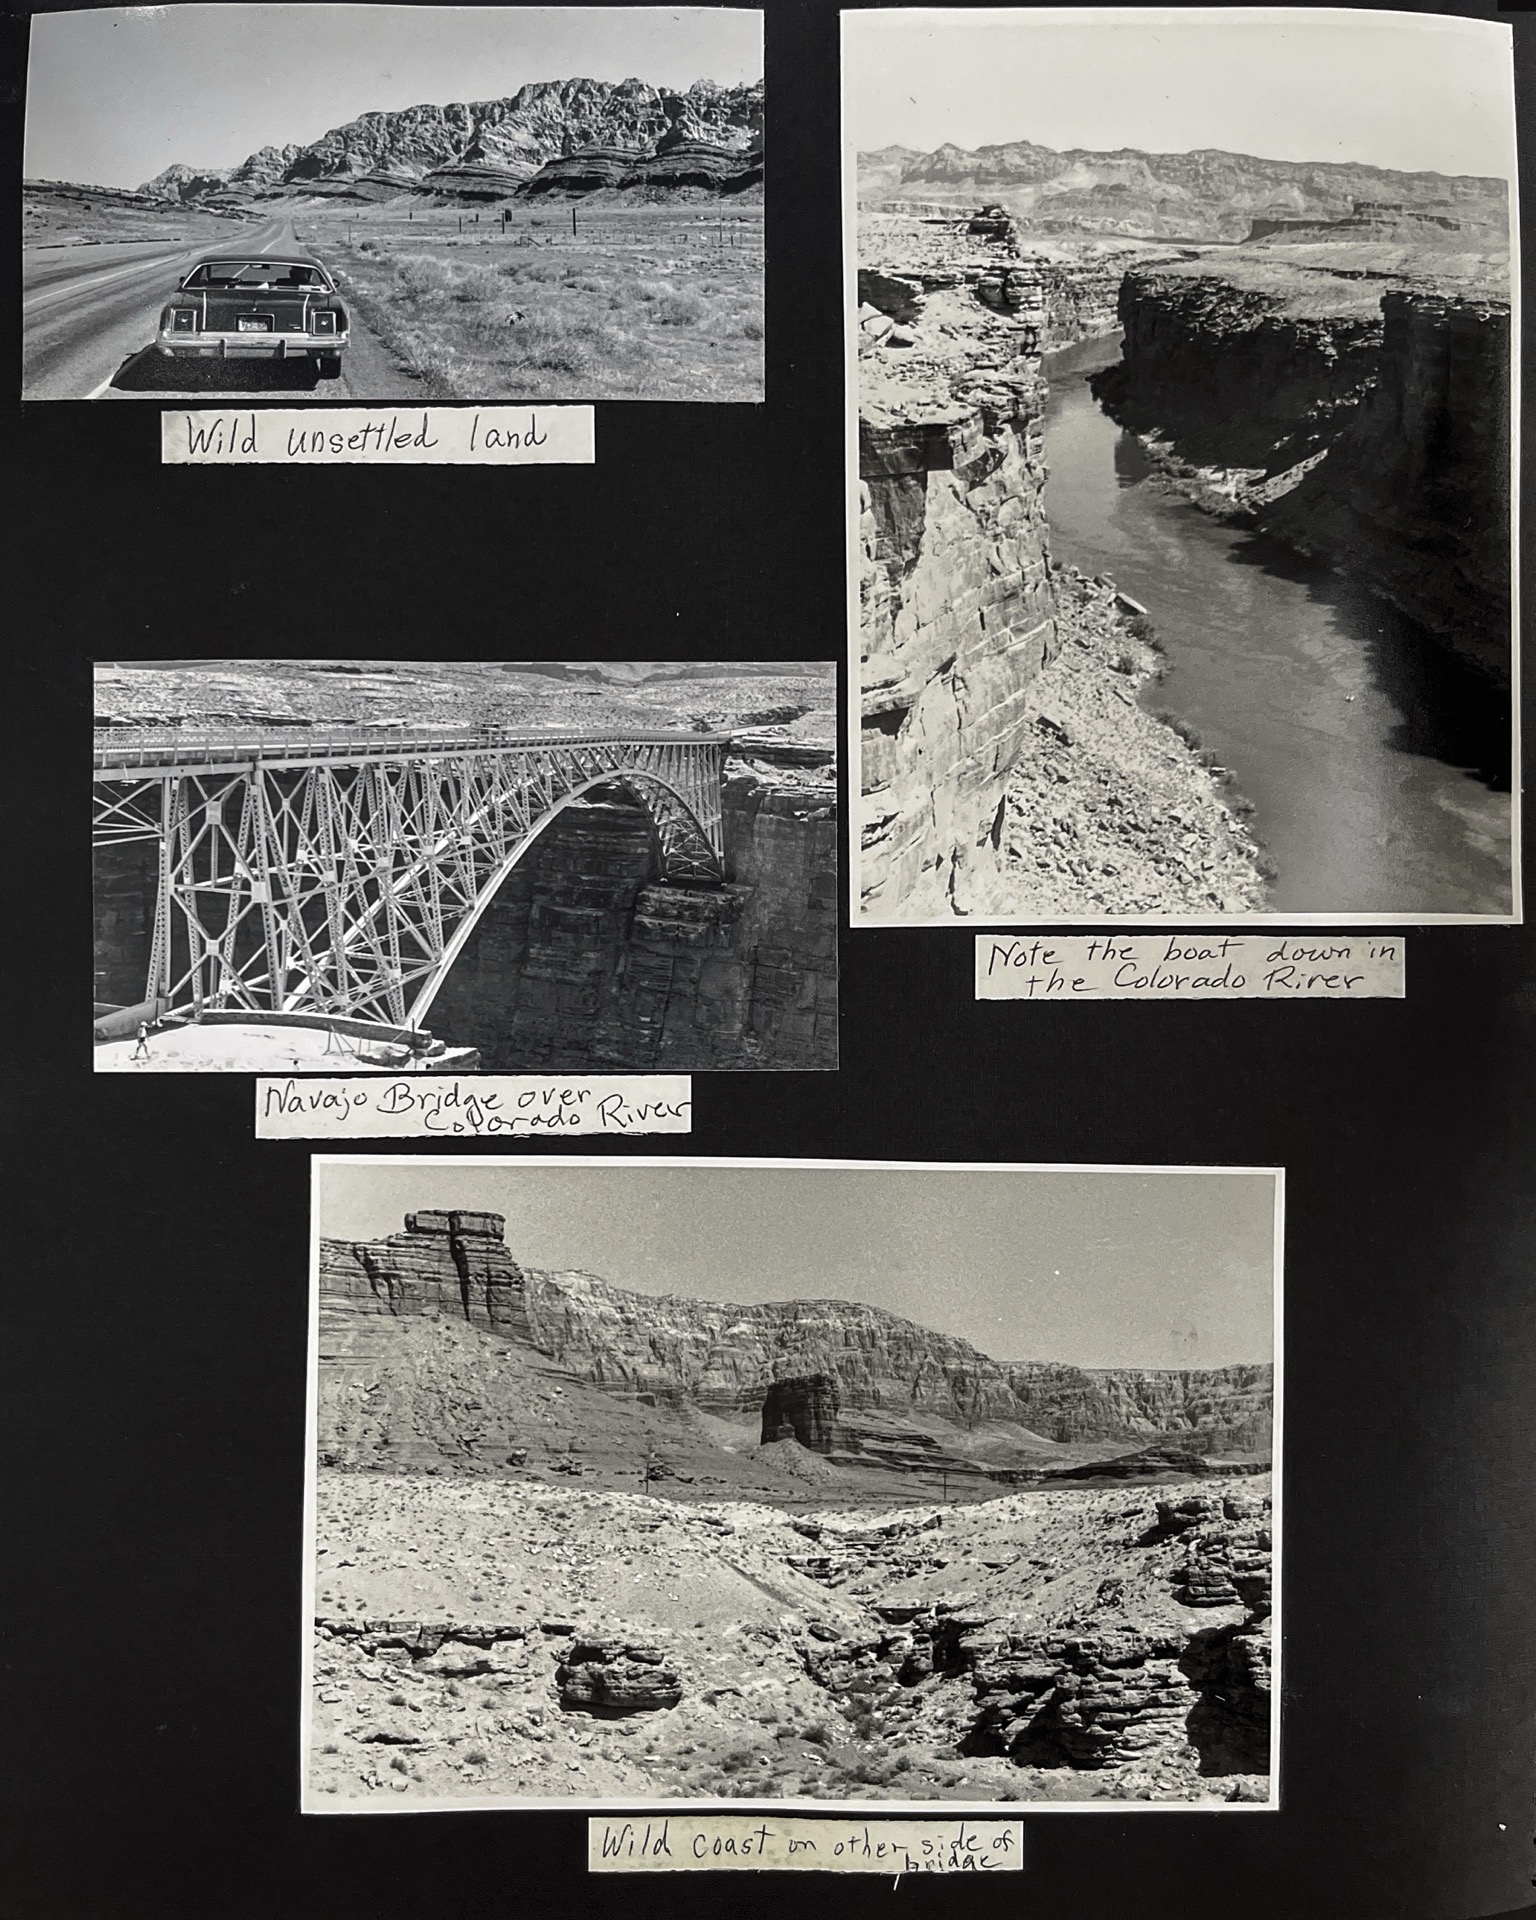 Wild unsettled land
Note the boat down in
the Colorado River
Navajo Bridge over
Colorado River
Wild coast on other side of
bridge